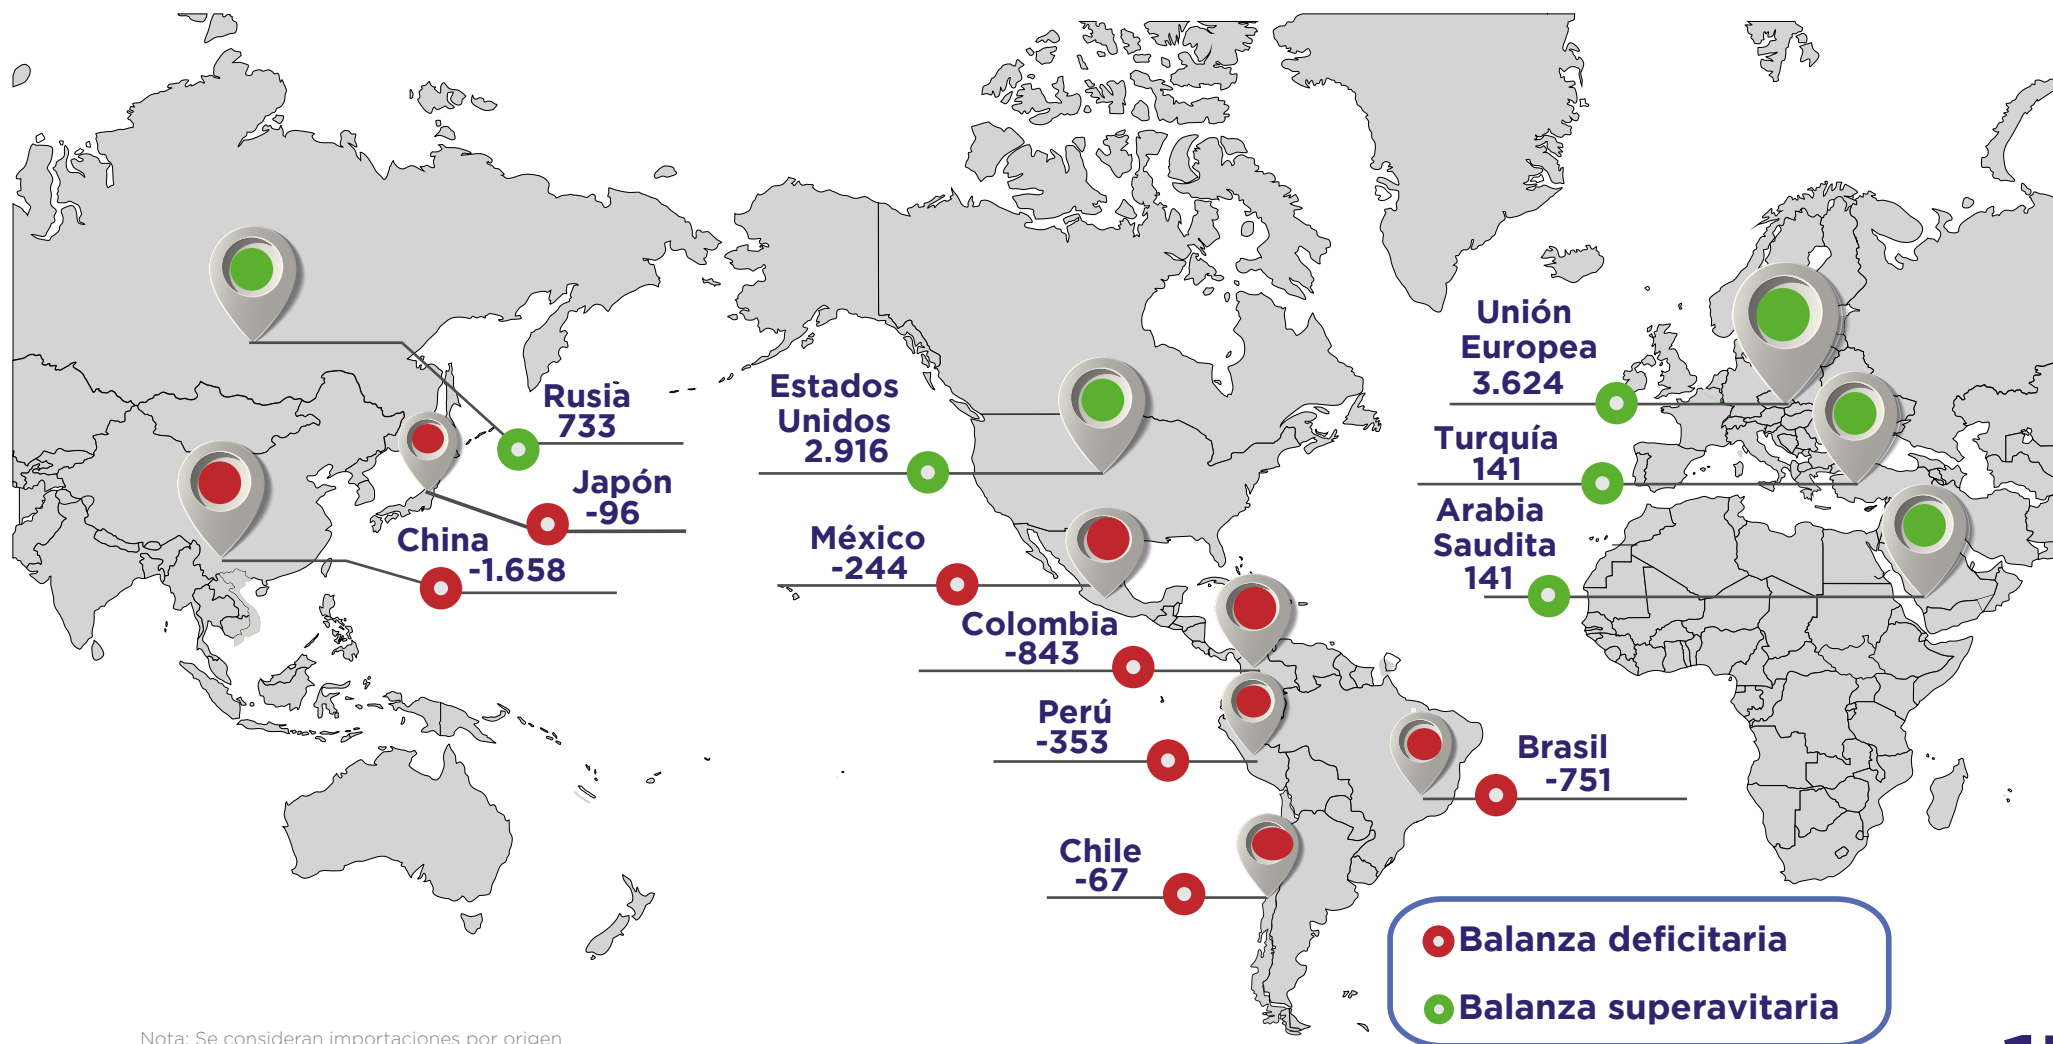 Rusia
733
Japón
-96
China
-1.658
Estados
Unidos
2.916
México
-244
Colombia
-843
Perú
-353
Chile
-67
Brasil
-751
Unión
Europea
3.624
Turquía
141
Arabia
Saudita
141
Balanza deficitaria
Balanza superavitaria
Nota: Se consideran importaciones por origen